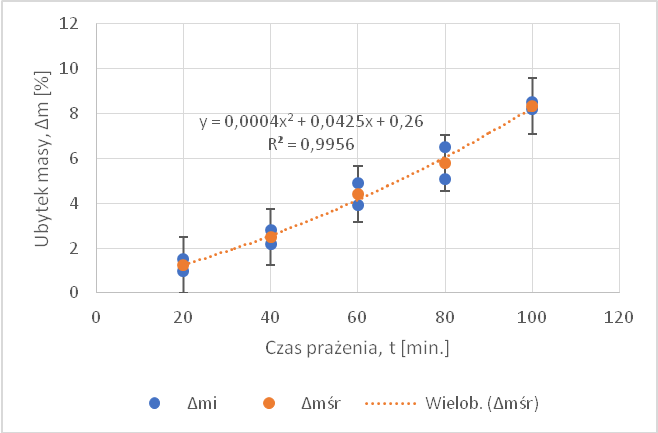 12
10
8
6
4
2
0
Ubytek masy, Δm [%]
y = 0,0004x² + 0,0425x + 0,26
R² = 0,9956
0 20 40 60 80 100 120
Czas prażenia, t [min.]
Δmi Δmśr Wielob. (Δmśr)